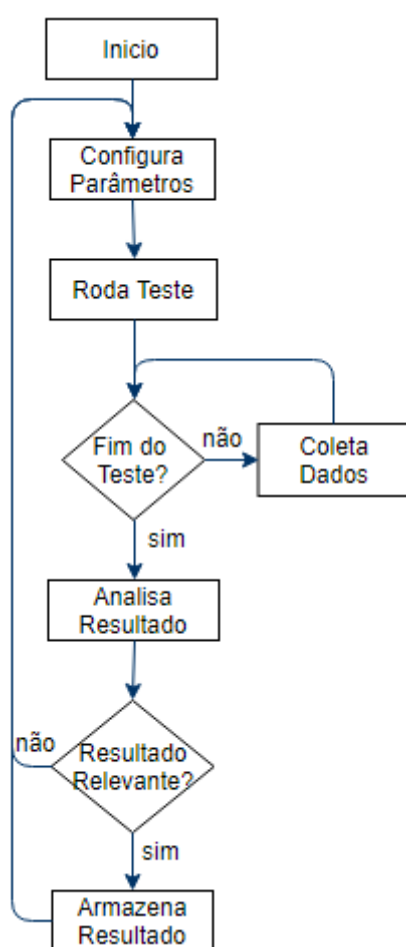 Inicio
Configura
Parâmetros
Roda Teste
Fim do
Teste?
não
Coleta
Dados
sim
Analisa
Resultado
não
Resultado
Relevante?
sim
Armazena
Resultado